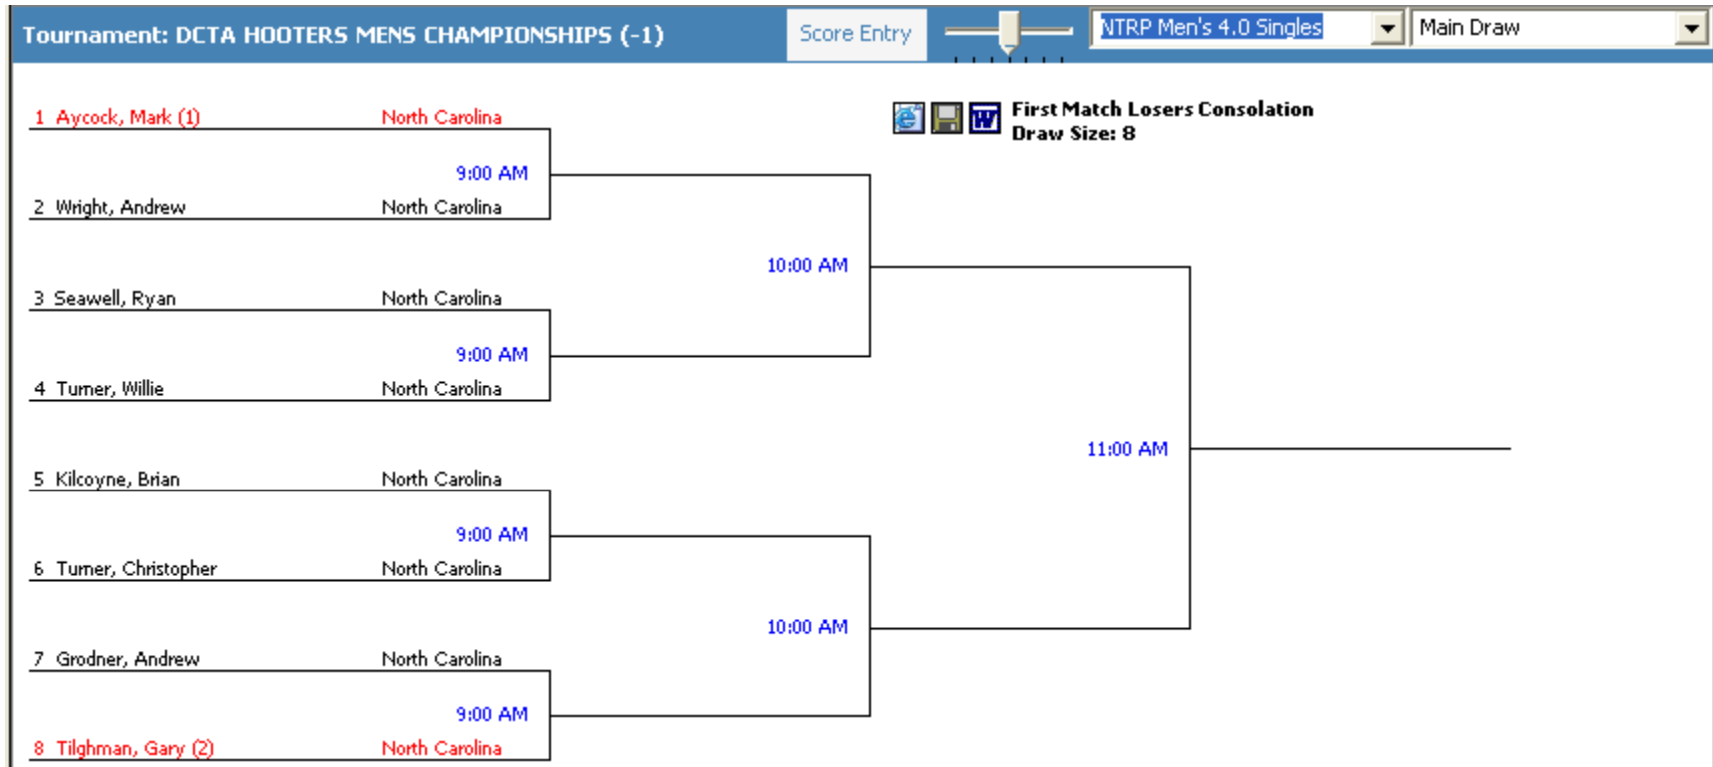 Tournament: DCTA HOOTERS MENS CHAMPIONSHIPS (-1) Score Entry NTRP Men's 4.0 Singles Main Draw
First Match Losers Consolation
Draw Size: 8
1 Aycock, Mark (1) North Carolina
9:00 AM
2 Wright, Andrew North Carolina
10:00 AM
3 Seawell, Ryan North Carolina
9:00 AM
4 Turner, Willie North Carolina
11:00 AM
5 Kilcoyne, Brian North Carolina
9:00 AM
6 Turner, Christopher North Carolina
10:00 AM
7 Grodner, Andrew North Carolina
9:00 AM
8 Tilghman, Gary (2) North Carolina